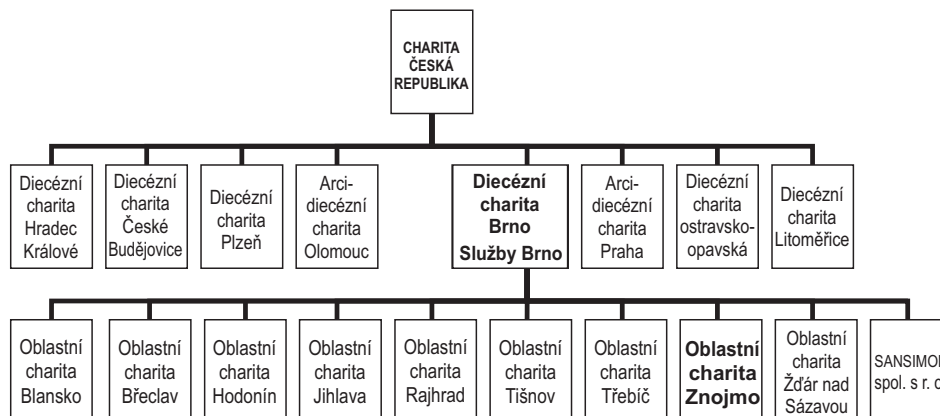 CHARITA
ČESKÁ
REPUBLIKA
Diecézní
charita
Hradec
Králové
Diecézní
charita
České
Budějovice
Diecézní
charita
Plzeň
Arci-
diecézní
charita
Olomouc
Diecézní
charita
Brno
Služby Brno
Arci-
diecézní
charita
Praha
Diecézní
charita
ostravsko-
opavská
Diecézní
charita
Litoměřice
Oblastní
charita
Blansko
Oblastní
charita
Břeclav
Oblastní
charita
Hodonín
Oblastní
charita
Jihlava
Oblastní
charita
Rajhrad
Oblastní
charita
Tišnov
Oblastní
charita
Třebíč
Oblastní
charita
Znojmo
Oblastní
charita
Žďár nad
Sázavou
spol. s r.